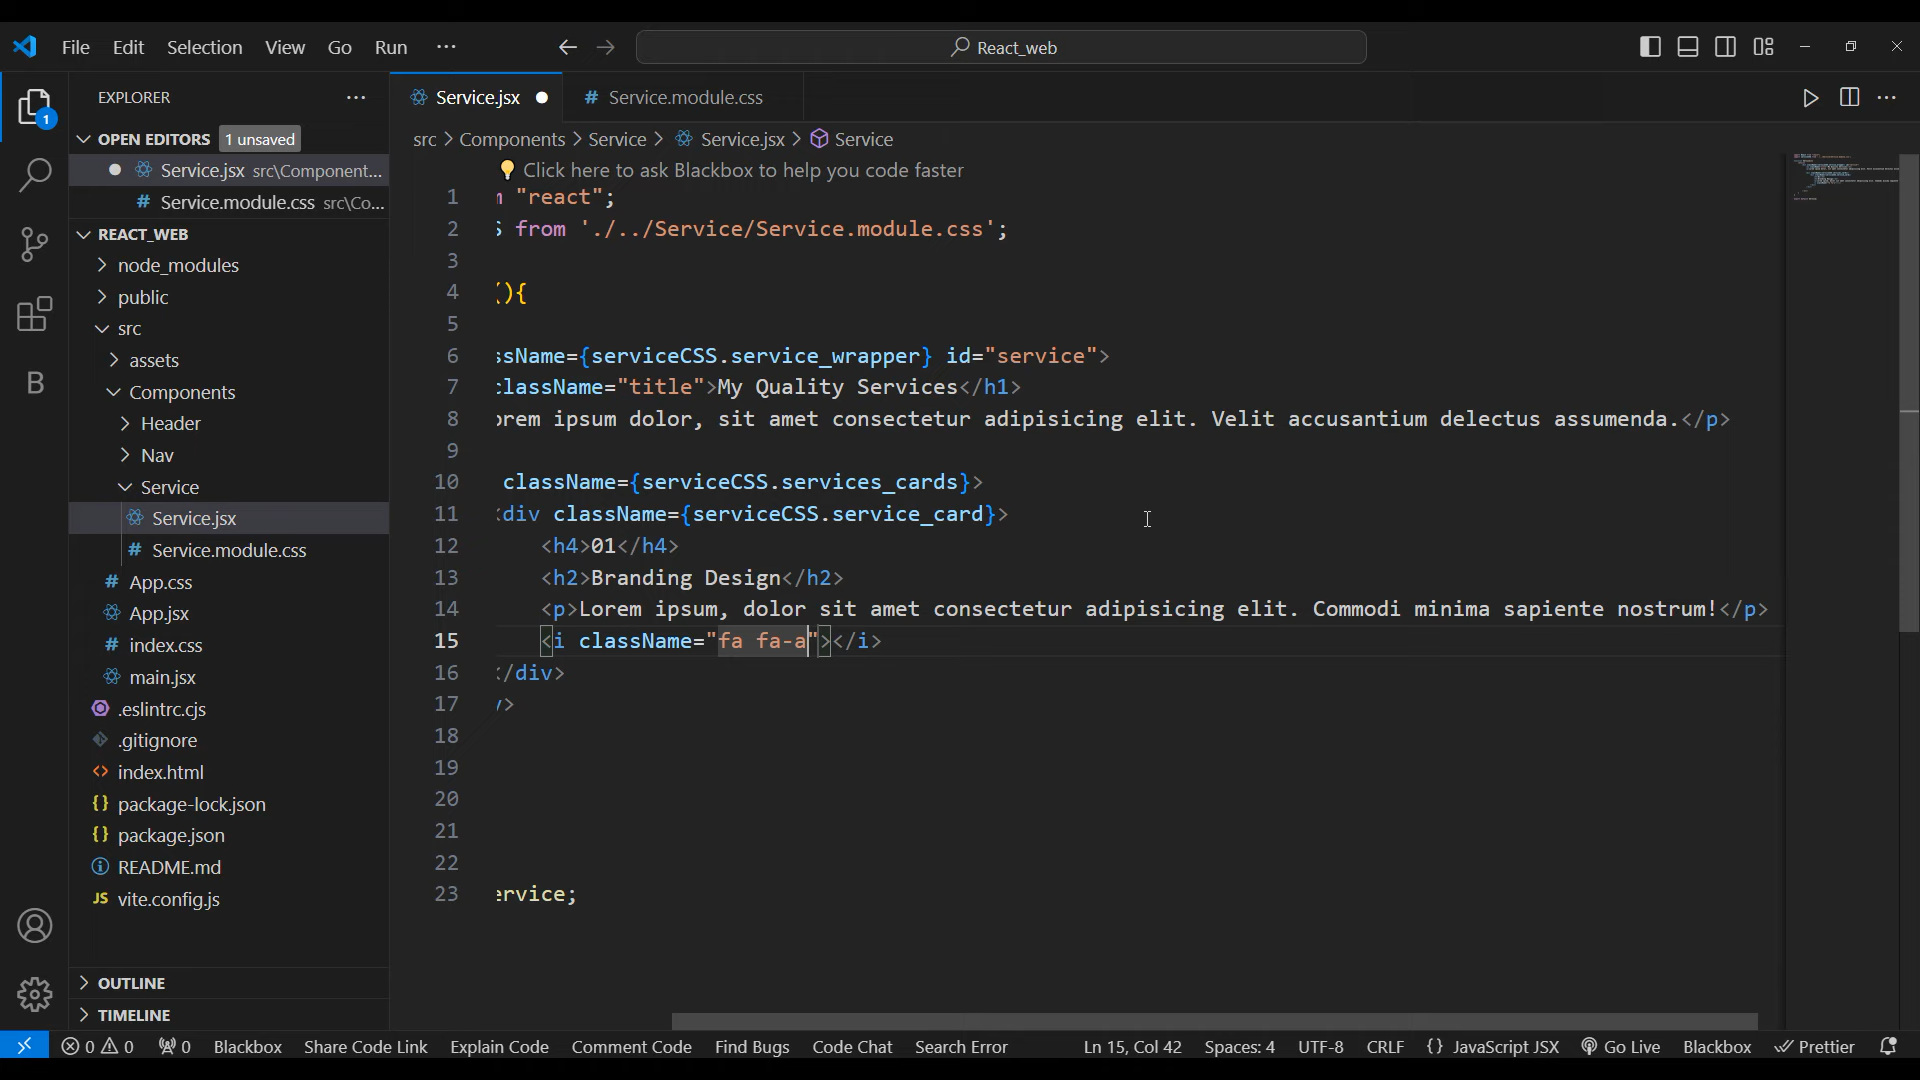 File Edit Selection View Go Run ··· React_web
EXPLORER ···
OPEN EDITORS 1 unsaved
Service.jsx src\Component...
# Service.module.css src\Co...
REACT_WEB
node_modules
public
src
assets
Components
Header
Nav
Service
Service.jsx
# Service.module.css
# App.css
App.jsx
# index.css
main.jsx
.eslintrc.cjs
.gitignore
<> index.html
{} package-lock.json
{} package.json
README.md
JS vite.config.js
OUTLINE
TIMELINE
1
B
Service.jsx # Service.module.css ···
src > Components > Service > Service.jsx > Service
Click here to ask Blackbox to help you code faster
1 "react";
2 from './../Service/Service.module.css';
3
4 (){
5
6 ssName={serviceCSS.service_wrapper} id="service">
7 className="title">My Quality Services</h1>
8 orem ipsum dolor, sit amet consectetur adipisicing elit. Velit accusantium delectus assumenda.</p>
9
10 className={serviceCSS.services_cards}>
11 <div className={serviceCSS.service_card}>
12 <h4>01</h4>
13 <h2>Branding Design</h2>
14 <p>Lorem ipsum, dolor sit amet consectetur adipisicing elit. Commodi minima sapiente nostrum!</p>
15 <i className="fa fa-a"></i>
16 </div>
17 v>
18
19
20
21
22
23 ervice;
0 0 0 Blackbox Share Code Link Explain Code Comment Code Find Bugs Code Chat Search Error Ln 15, Col 42 Spaces: 4 UTF-8 CRLF {} JavaScript JSX Go Live Blackbox Prettier